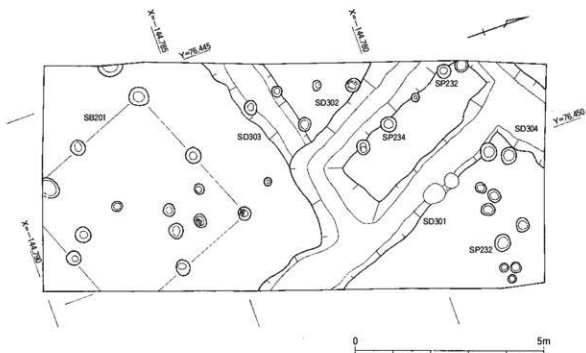 X=-144.785
Y=76.445
X=-144.780
SP232
SB201
SD302
SD303
SP234
SD304
Y=76.450
SD301
SP232
X=-144.790
0
5m